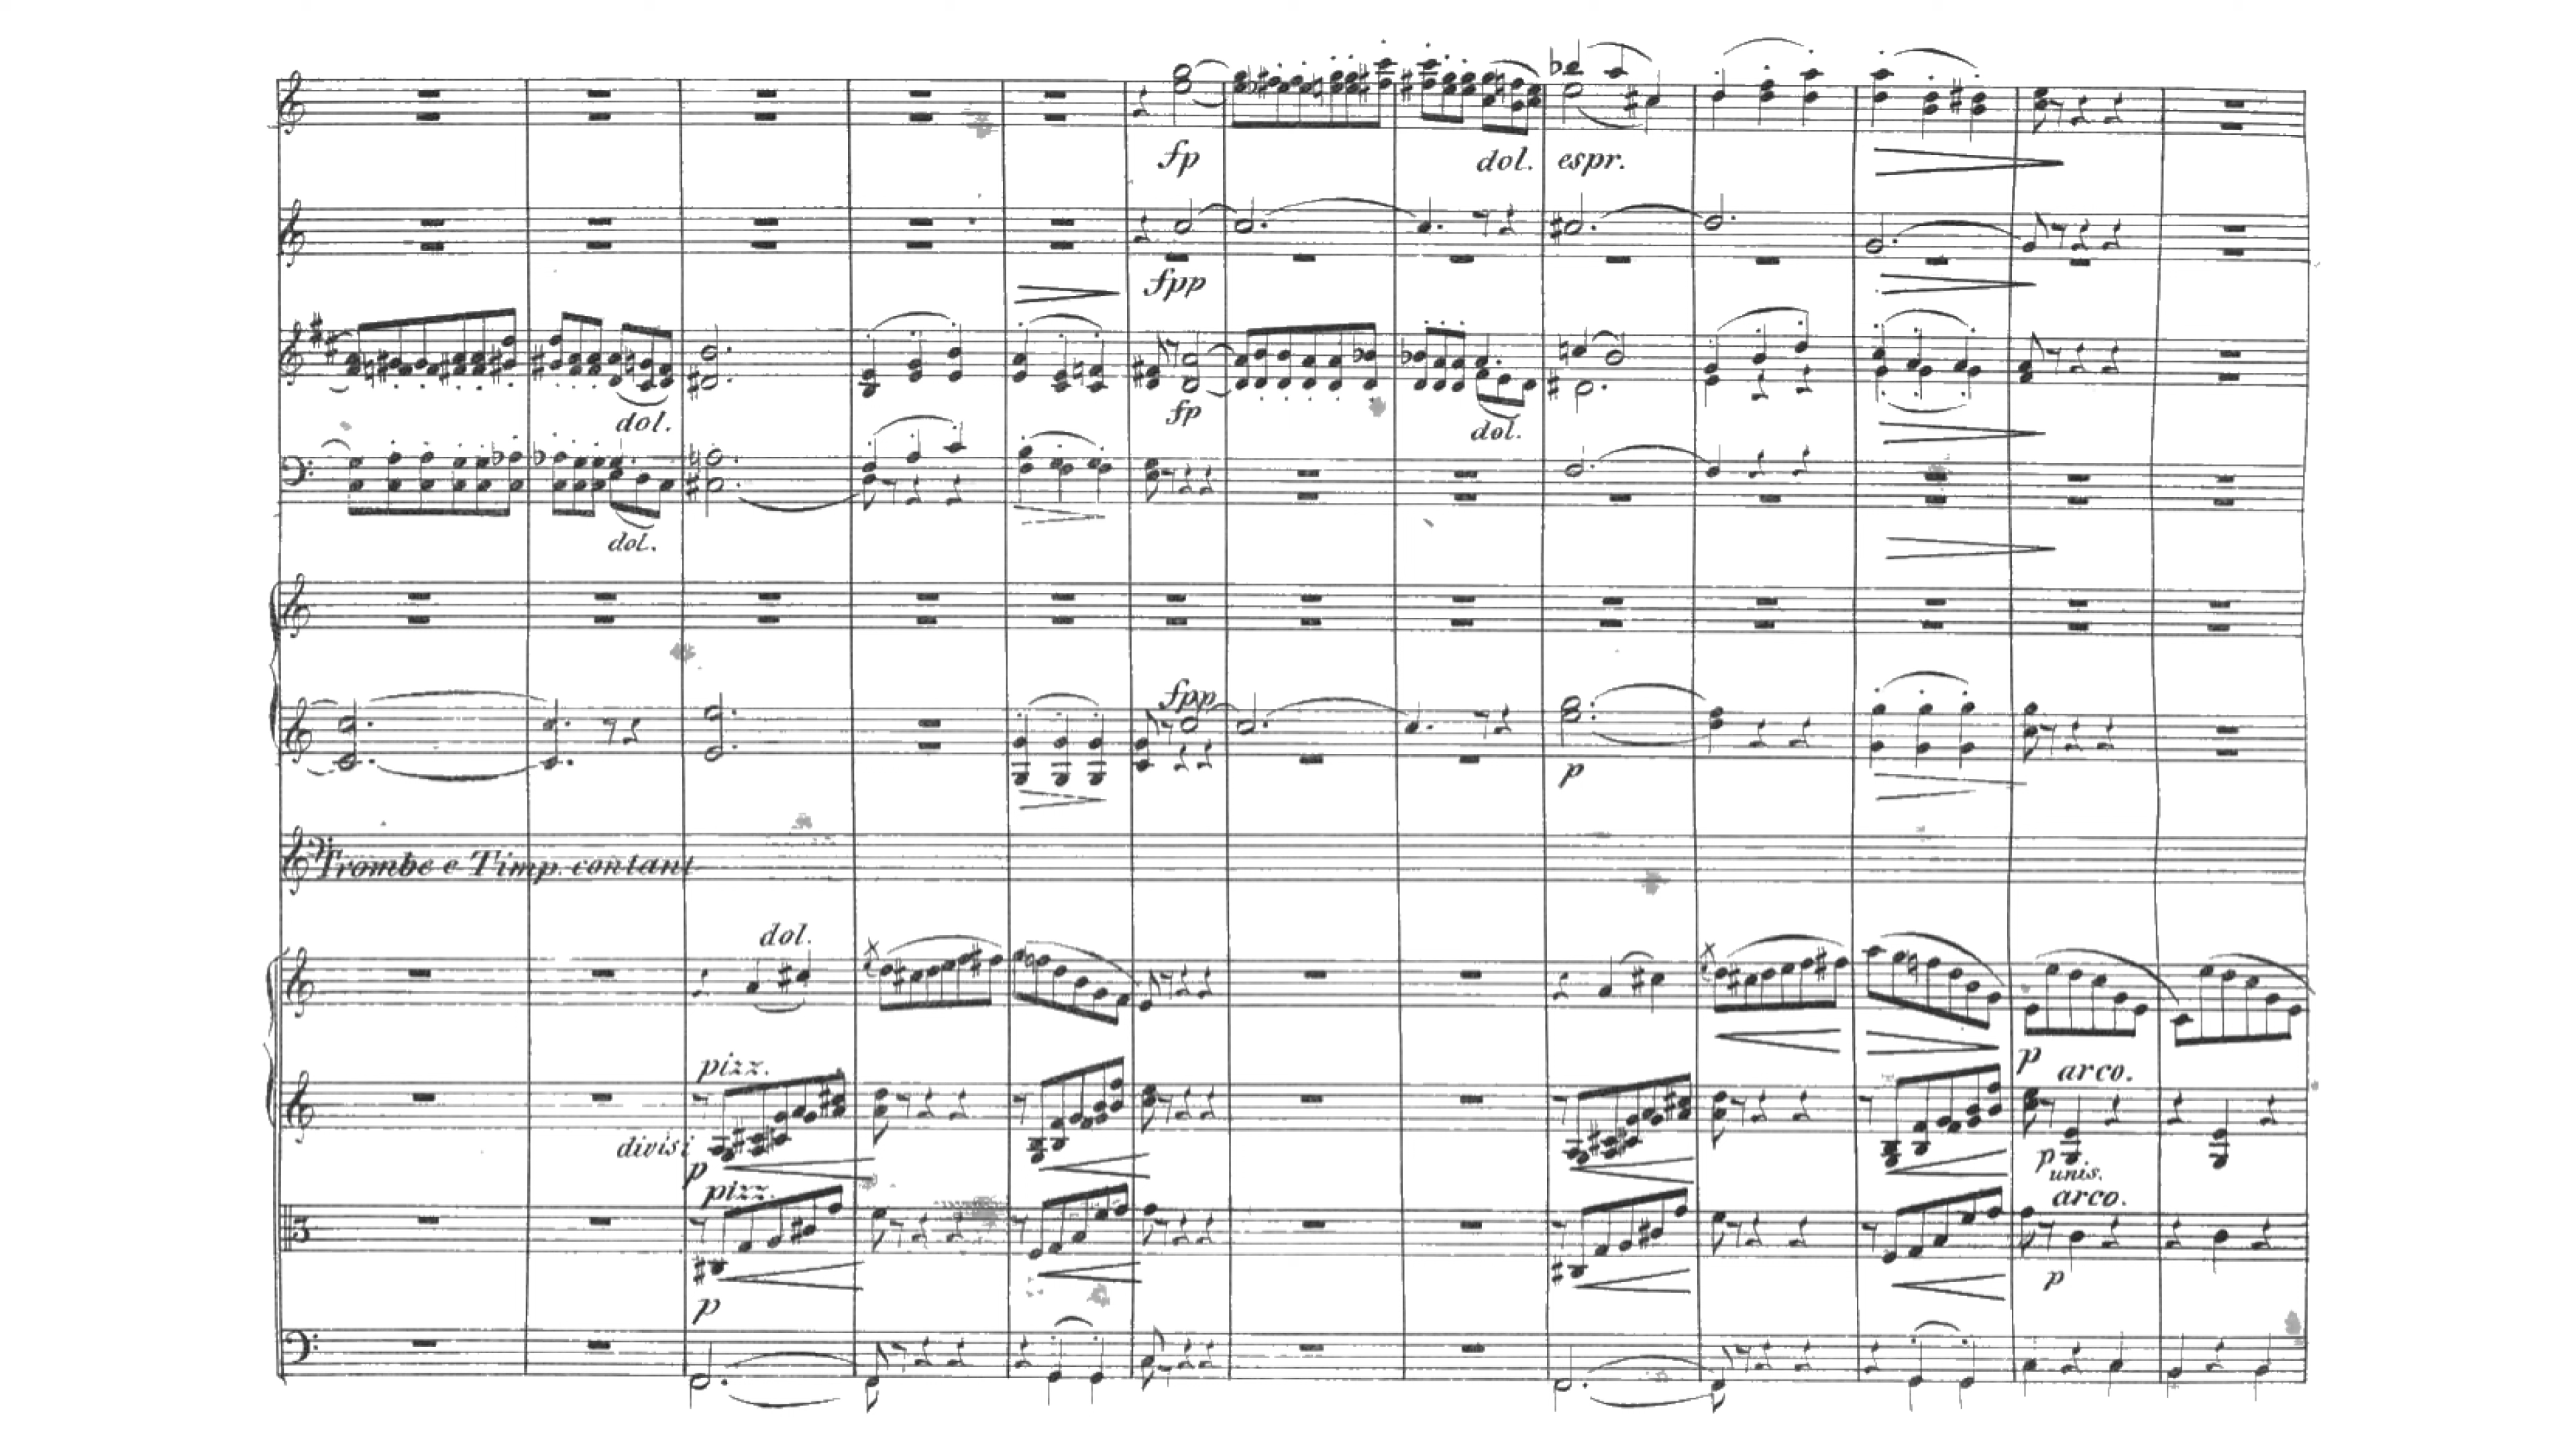 fp dol. espr.
fpp
dol. fp dol.
dol.
fpp
p
Trombe e Timp. contant
dol.
pizz. p arco.
divisi p p unis.
pizz. arco.
p p